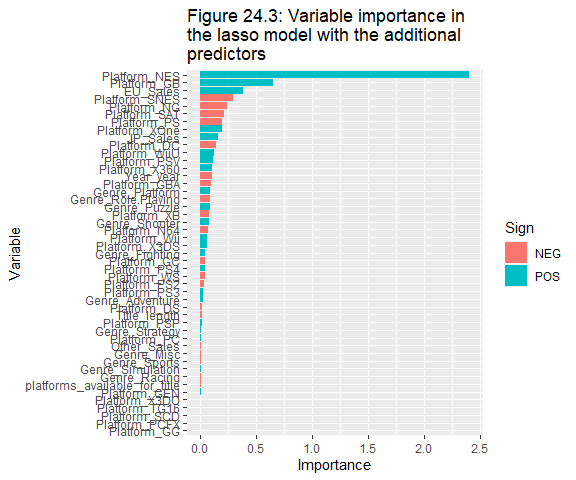 Figure 24.3: Variable importance in
the lasso model with the additional
predictors
Variable
Platform_NES
Platform_GB
EU_Sales
Platform_SNES
Platform_NG
Platform_SAT
Platform_PS
Platform_XOne
JP_Sales
Platform_DC
Platform_WiiU
Platform_PSV
Platform_X360
Year_year
Platform_GBA
Genre_Platform
Genre_Role.Playing
Genre_Puzzle
Platform_XB
Genre_Shooter
Platform_N64
Platform_Wii
Platform_X3DS
Genre_Fighting
Platform_GC
Platform_PS4
Platform_WS
Platform_PS2
Platform_PS3
Genre_Adventure
Platform_DS
Title_length
Platform_PSP
Genre_Strategy
Platform_PC
Other_Sales
Genre_Misc
Genre_Sports
Genre_Simulation
Genre_Racing
platforms_available_for_title
Platform_GEN
Platform_X3DO
Platform_TG16
Platform_SCD
Platform_PCFX
Platform_GG
0.0 0.5 1.0 1.5 2.0 2.5
Importance
Sign
NEG
POS